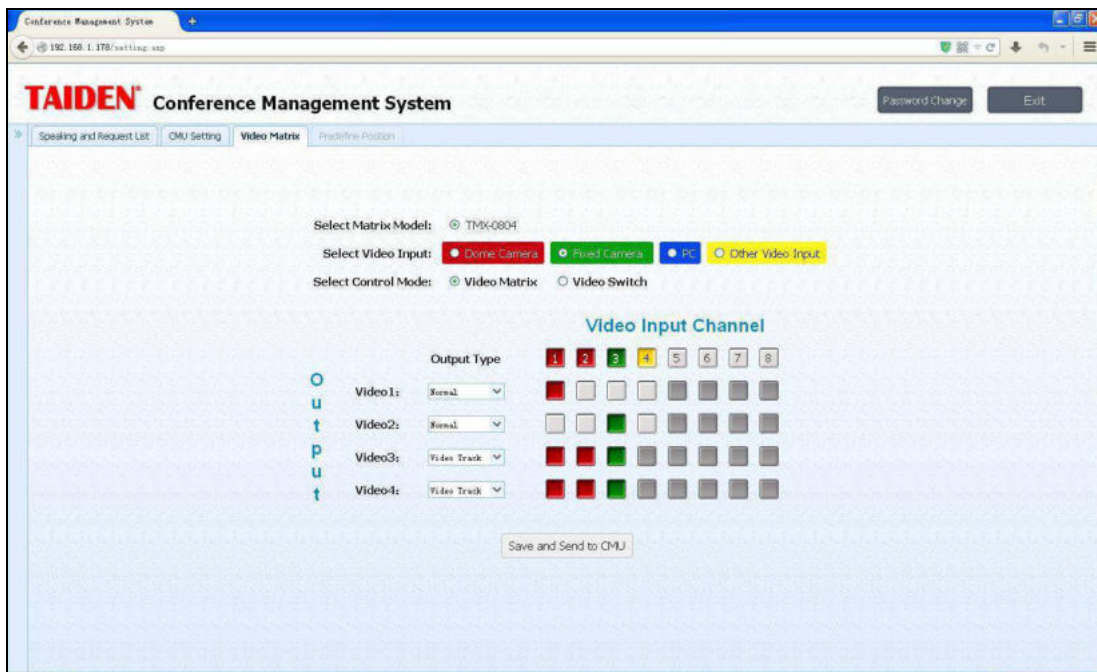 Conference Management System
192.168.1.178/setting.asp
TAIDEN® Conference Management System
Password Change Exit
Speaking and Request List CMU Setting Video Matrix Predefine Position
Select Matrix Model: TMX-0804
Select Video Input: Dome Camera Fixed Camera PC Other Video Input
Select Control Mode: Video Matrix Video Switch
Video Input Channel
Output Type 1 2 3 4 5 6 7 8
Output
Video1: Normal
Video2: Normal
Video3: Video Track
Video4: Video Track
Save and Send to CMU